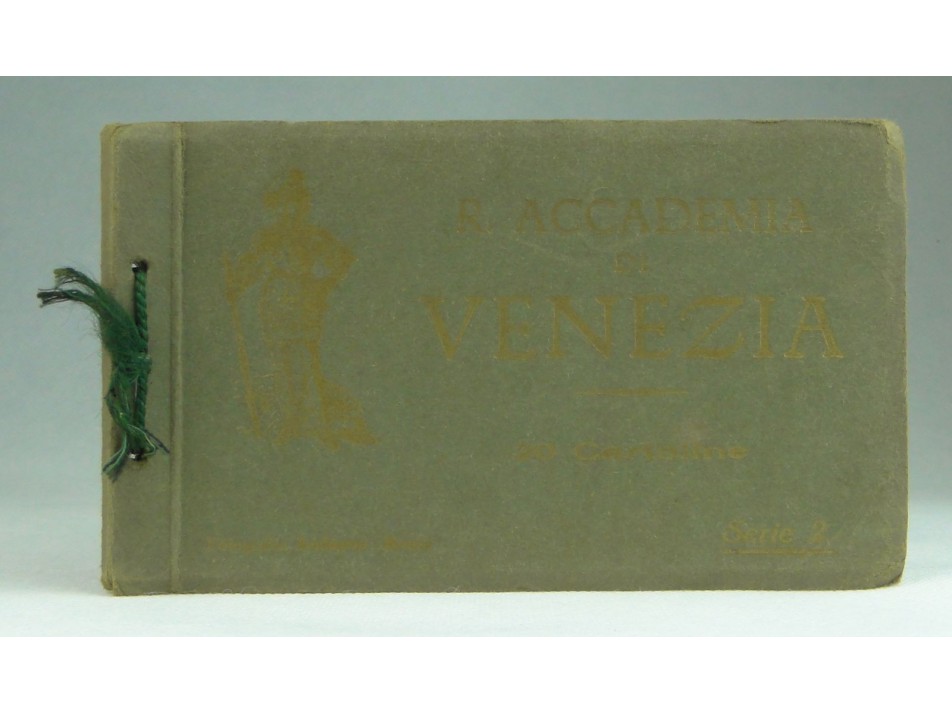 R. ACCADEMIA
DI
VENEZIA
20 Cartoline
Serie 2